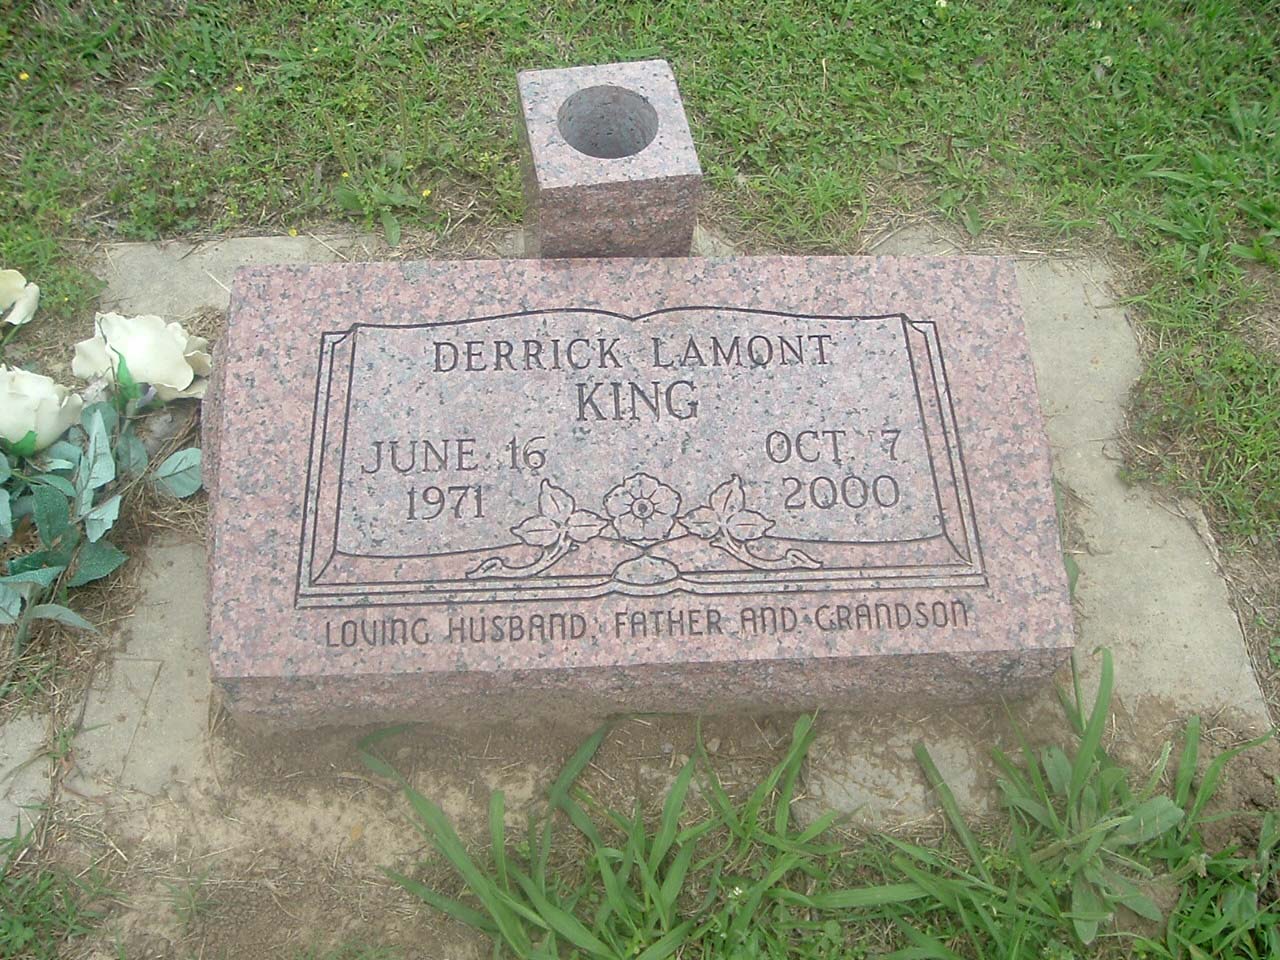 DERRICK LAMONT
KING
JUNE 16
1971
OCT. 7
2000
LOVING HUSBAND, FATHER AND GRANDSON